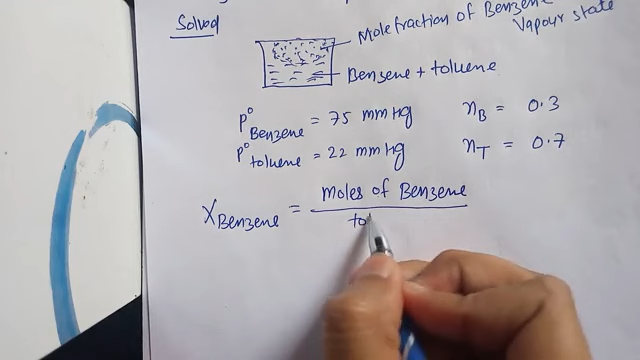 Solved
Mole fraction of Benzene
Vapour state
Benzene + toluene
P°Benzene = 75 mm Hg
nB = 0.3
P°toluene = 22 mm Hg
nT = 0.7
XBenzene = moles of Benzene
to